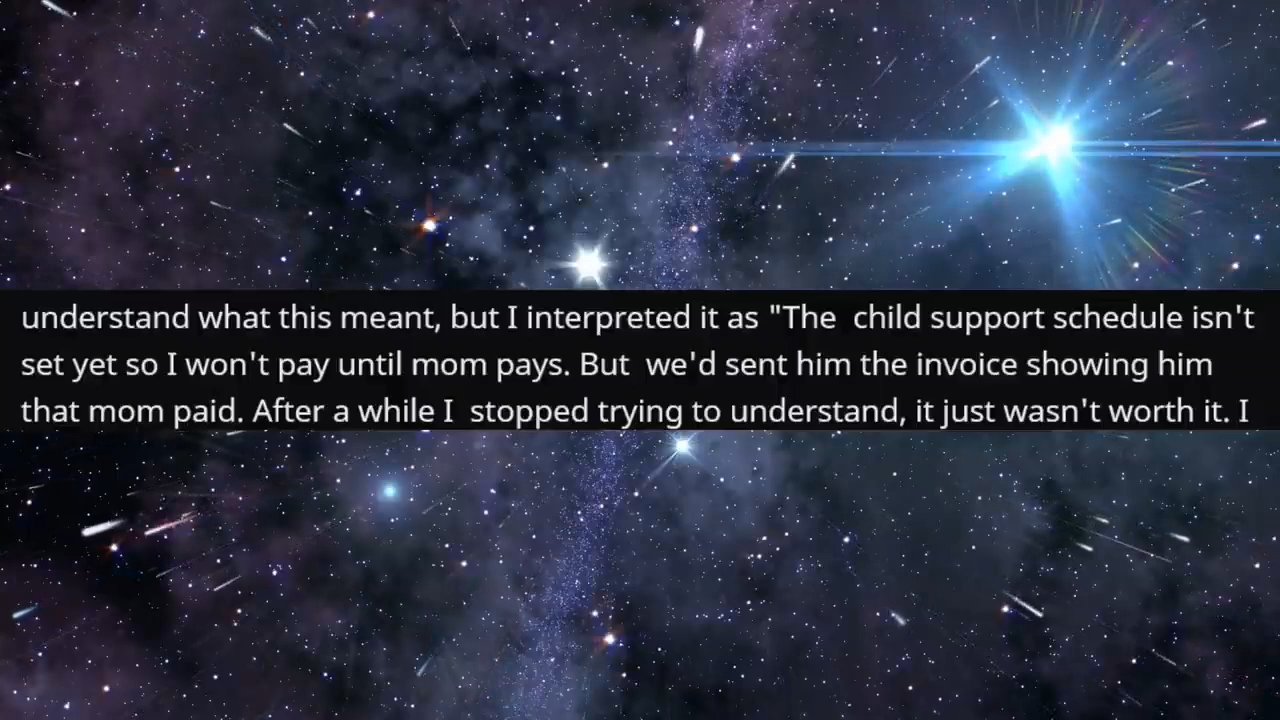 understand what this meant, but I interpreted it as "The  child support schedule isn't
set yet so I won't pay until mom pays. But  we'd sent him the invoice showing him
that mom paid. After a while I  stopped trying to understand, it just wasn't worth it. I